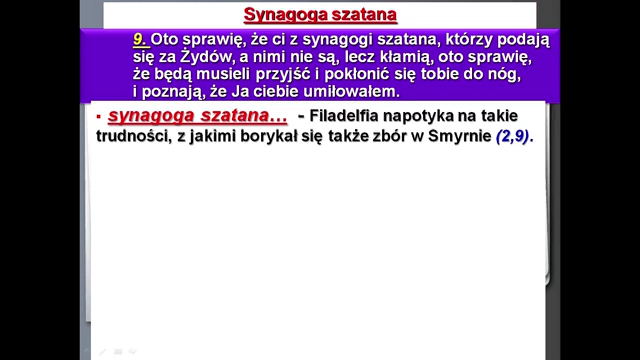 Synagoga szatana
9. Oto sprawię, że ci z synagogi szatana, którzy podają
się za Żydów, a nimi nie są, lecz kłamią, oto sprawię,
że będą musieli przyjść i pokłonić się tobie do nóg,
i poznają, że Ja ciebie umiłowałem.
▪ synagoga szatana... - Filadelfia napotyka na takie
trudności, z jakimi borykał się także zbór w Smyrnie (2,9).